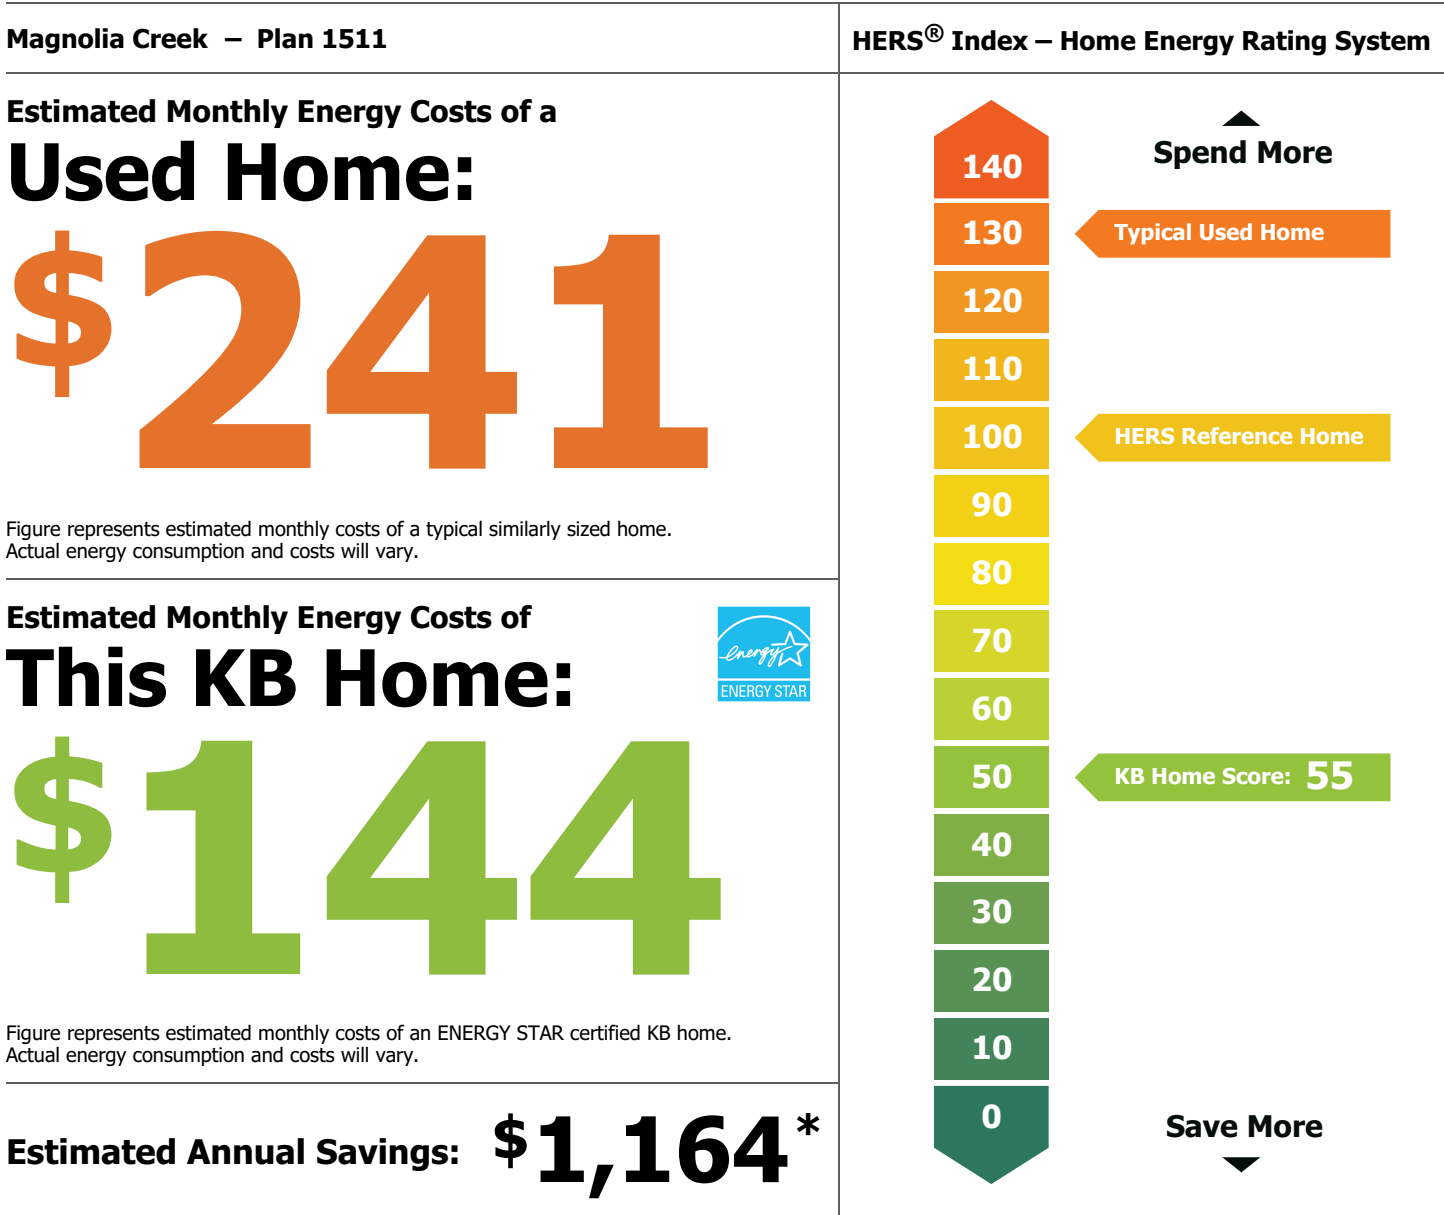 Magnolia Creek – Plan 1511
Estimated Monthly Energy Costs of a
Used Home:
$241
Figure represents estimated monthly costs of a typical similarly sized home.
Actual energy consumption and costs will vary.
Estimated Monthly Energy Costs of
This KB Home:
energy
ENERGY STAR
$144
Figure represents estimated monthly costs of an ENERGY STAR certified KB home.
Actual energy consumption and costs will vary.
Estimated Annual Savings: $1,164*
HERS® Index – Home Energy Rating System
Spend More
140
130 Typical Used Home
120
110
100 HERS Reference Home
90
80
70
60
50 KB Home Score: 55
40
30
20
10
0
Save More